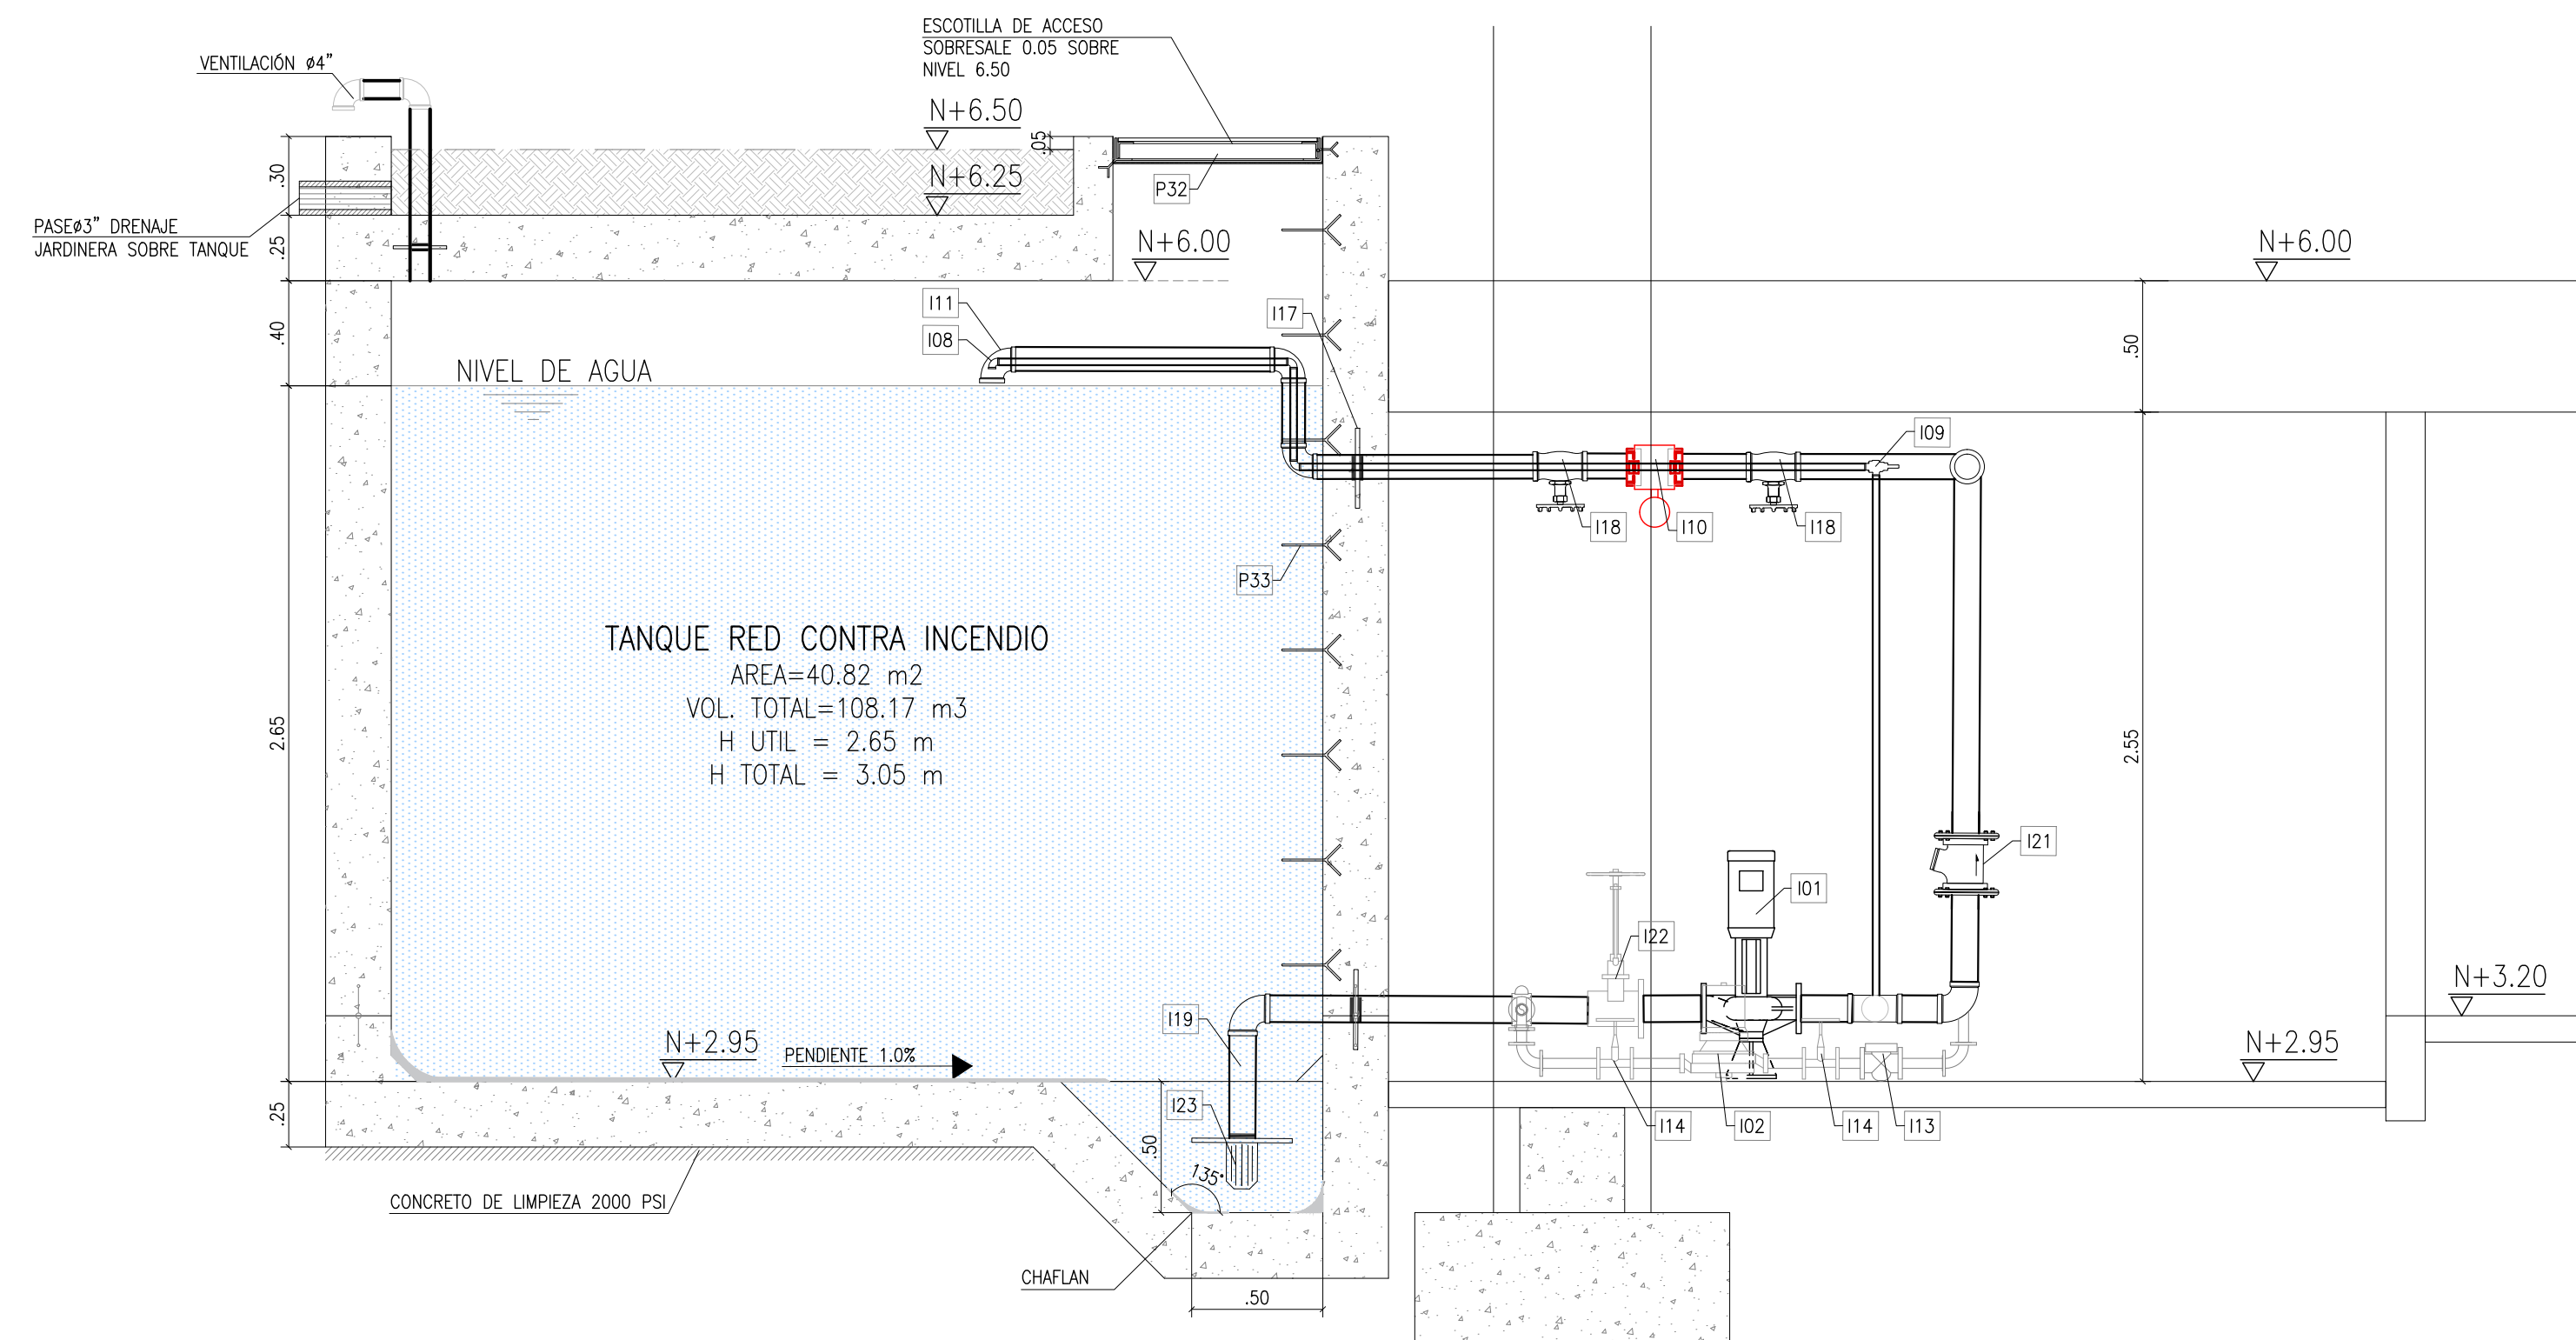 ESCOTILLA DE ACCESO
SOBRESALE 0.05 SOBRE
NIVEL 6.50
VENTILACIÓN ø4"
N+6.50
.05
.30
N+6.25
P32
PASEø3" DRENAJE
JARDINERA SOBRE TANQUE
.25
N+6.00
N+6.00
I11
I08
I17
.40
.50
NIVEL DE AGUA
I09
I18
I10
I18
P33
TANQUE RED CONTRA INCENDIO
AREA=40.82 m2
VOL. TOTAL=108.17 m3
H UTIL = 2.65 m
H TOTAL = 3.05 m
2.65
2.55
I21
I01
I22
N+3.20
I19
N+2.95
PENDIENTE 1.0%
N+2.95
.25
I23
.50
135°
I14
I02
I14
I13
CONCRETO DE LIMPIEZA 2000 PSI
CHAFLAN
.50